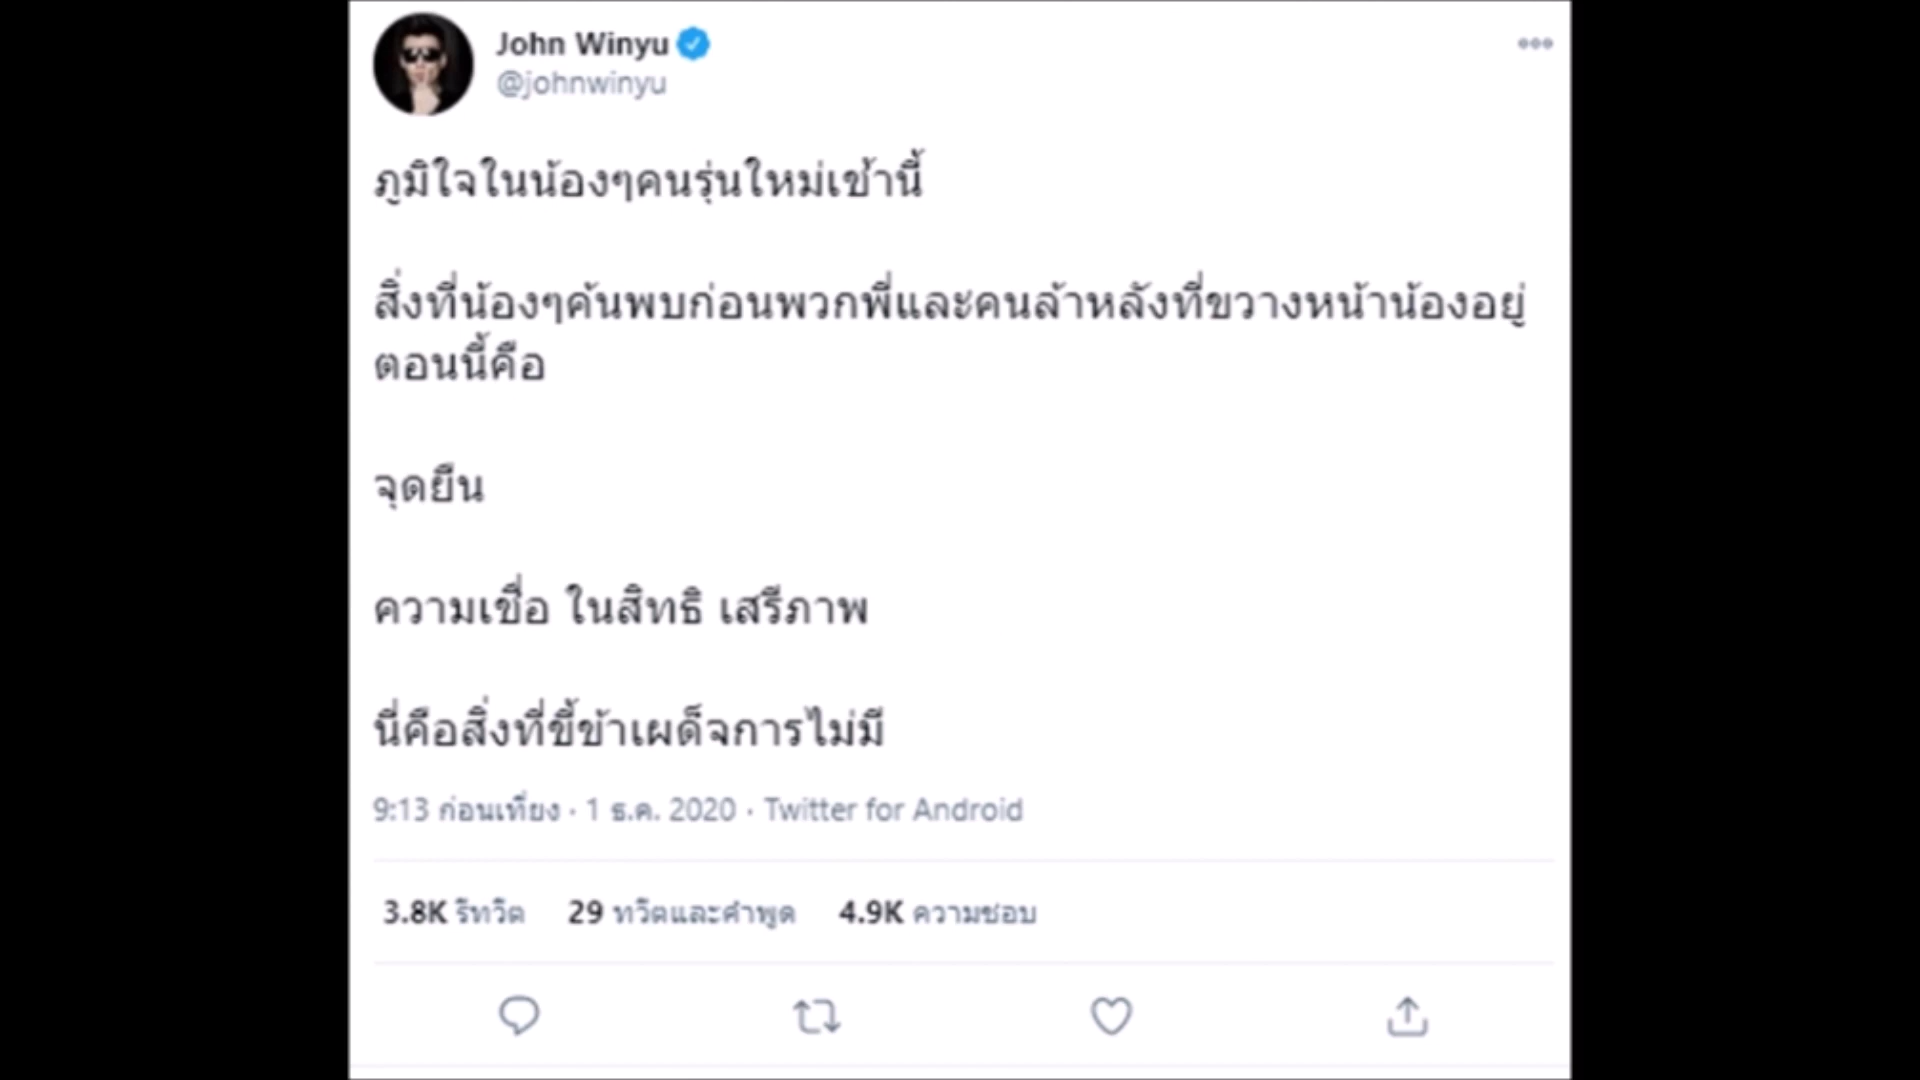 John Winyu
@johnwinyu
ภูมิใจในน้องๆคนรุ่นใหม่เช้านี้
สิ่งที่น้องๆค้นพบก่อนพวกพี่และคนล้าหลังที่ขวางหน้าน้องอยู่
ตอนนี้คือ
จุดยืน
ความเชื่อ ในสิทธิ เสรีภาพ
นี่คือสิ่งที่ขี้ข้าเผด็จการไม่มี
9:13 ก่อนเที่ยง · 1 ธ.ค. 2020 · Twitter for Android
3.8K รีทวีต 29 ทวีตและคำพูด 4.9K ความชอบ